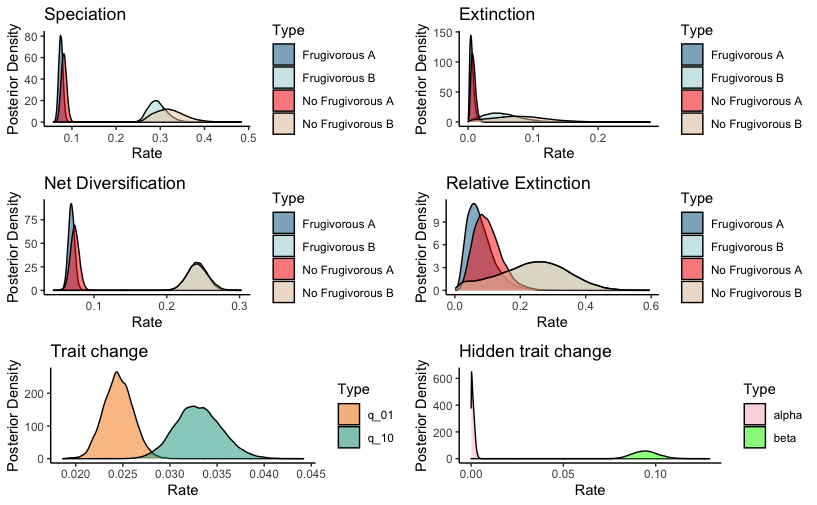 Speciation
Posterior Density
80
60
40
20
0
0.1 0.2 0.3 0.4 0.5
Rate
Type
Frugivorous A
Frugivorous B
No Frugivorous A
No Frugivorous B
Extinction
Posterior Density
150
100
50
0
0.0 0.1 0.2
Rate
Type
Frugivorous A
Frugivorous B
No Frugivorous A
No Frugivorous B
Net Diversification
Posterior Density
75
50
25
0
0.1 0.2 0.3
Rate
Type
Frugivorous A
Frugivorous B
No Frugivorous A
No Frugivorous B
Relative Extinction
Posterior Density
9
6
3
0
0.0 0.2 0.4 0.6
Rate
Type
Frugivorous A
Frugivorous B
No Frugivorous A
No Frugivorous B
Trait change
Posterior Density
200
100
0
0.020 0.025 0.030 0.035 0.040 0.045
Rate
Type
q_01
q_10
Hidden trait change
Posterior Density
600
400
200
0
0.00 0.05 0.10
Rate
Type
alpha
beta